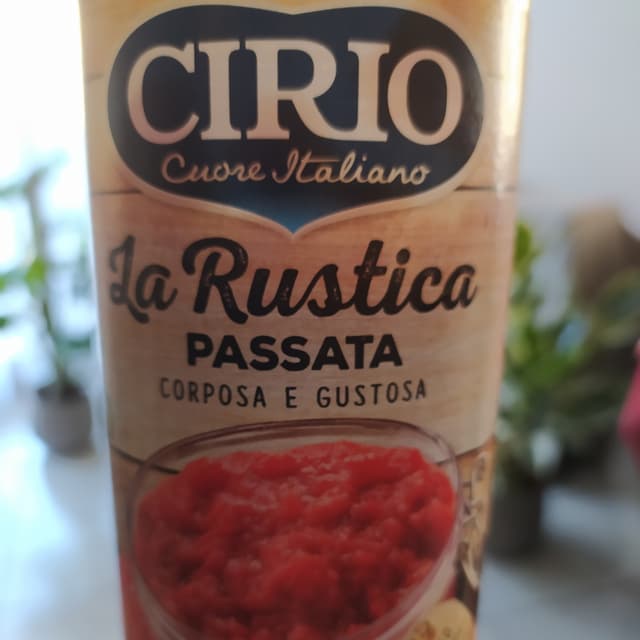 CIRIO
Cuore Italiano
La Rustica
PASSATA
CORPOSA E GUSTOSA